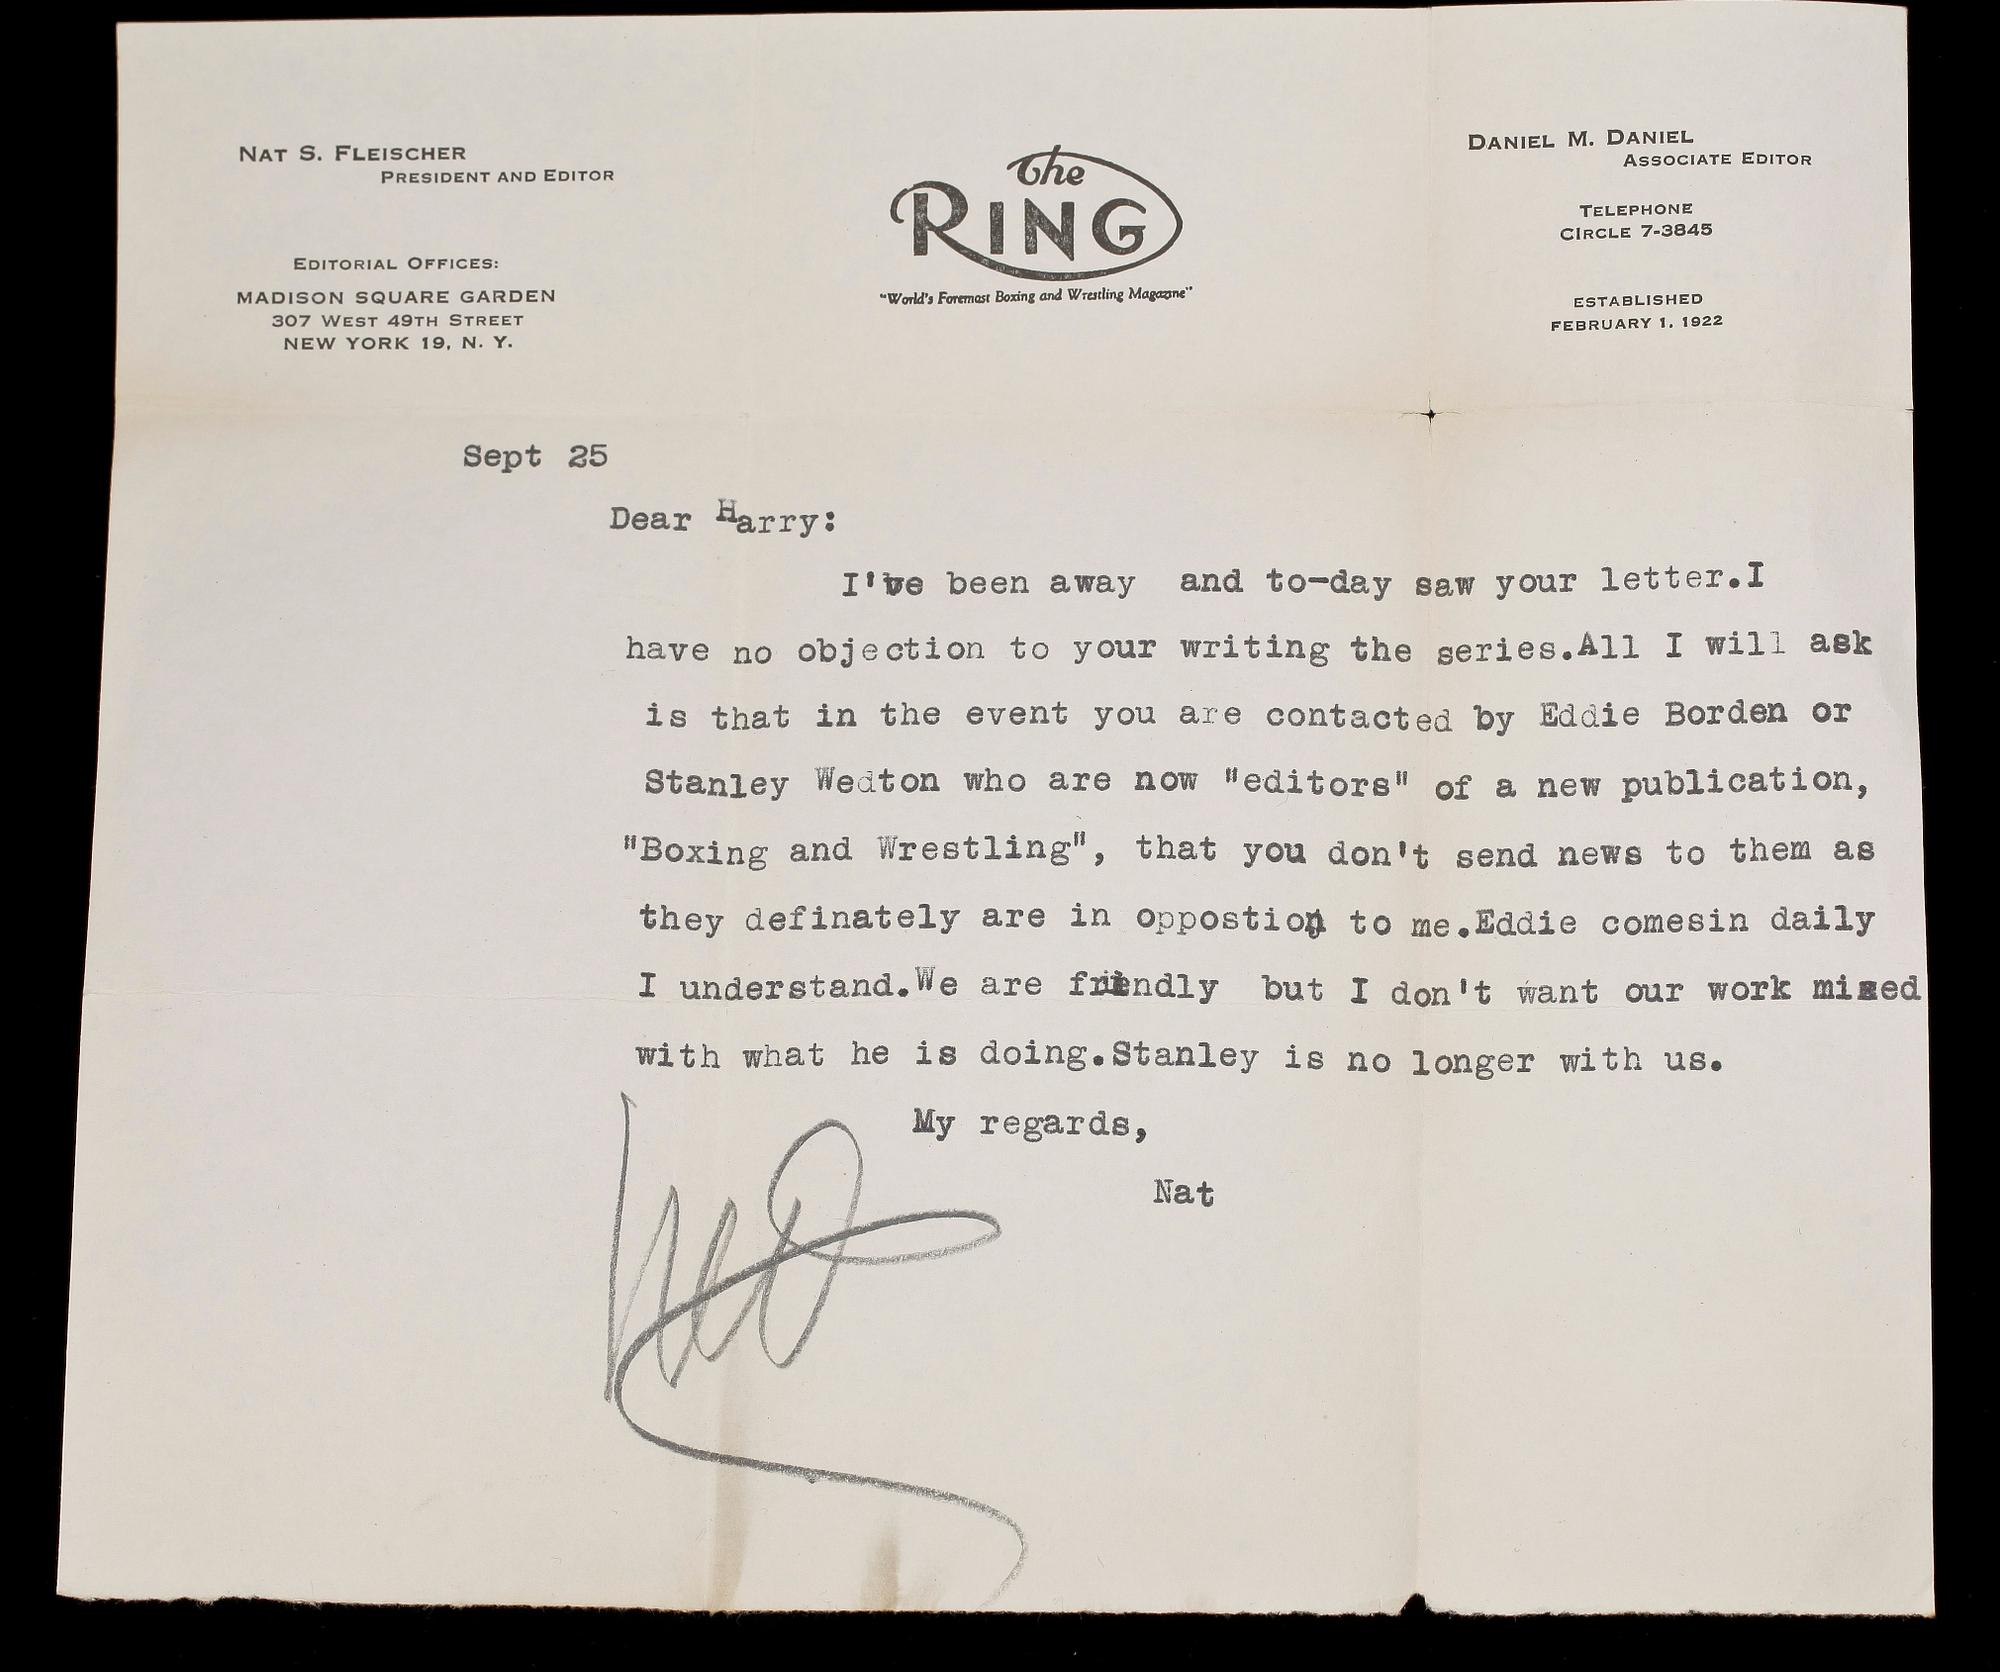 NAT S. FLEISCHER
PRESIDENT AND EDITOR
EDITORIAL OFFICES:
MADISON SQUARE GARDEN
307 WEST 49TH STREET
NEW YORK 19, N. Y.
The
RING
"World's Foremost Boxing and Wrestling Magazine"
DANIEL M. DANIEL
ASSOCIATE EDITOR
TELEPHONE
CIRCLE 7-3845
ESTABLISHED
FEBRUARY 1, 1922
Sept 25
Dear Harry:
I've been away and to-day saw your letter.I
have no objection to your writing the series.All I will ask
is that in the event you are contacted by Eddie Borden or
Stanley Wedton who are now "editors" of a new publication,
"Boxing and Wrestling", that you don't send news to them as
they definately are in oppostion to me.Eddie comesin daily
I understand.We are friendly but I don't want our work mixed
with what he is doing.Stanley is no longer with us.
My regards,
Nat
Nat